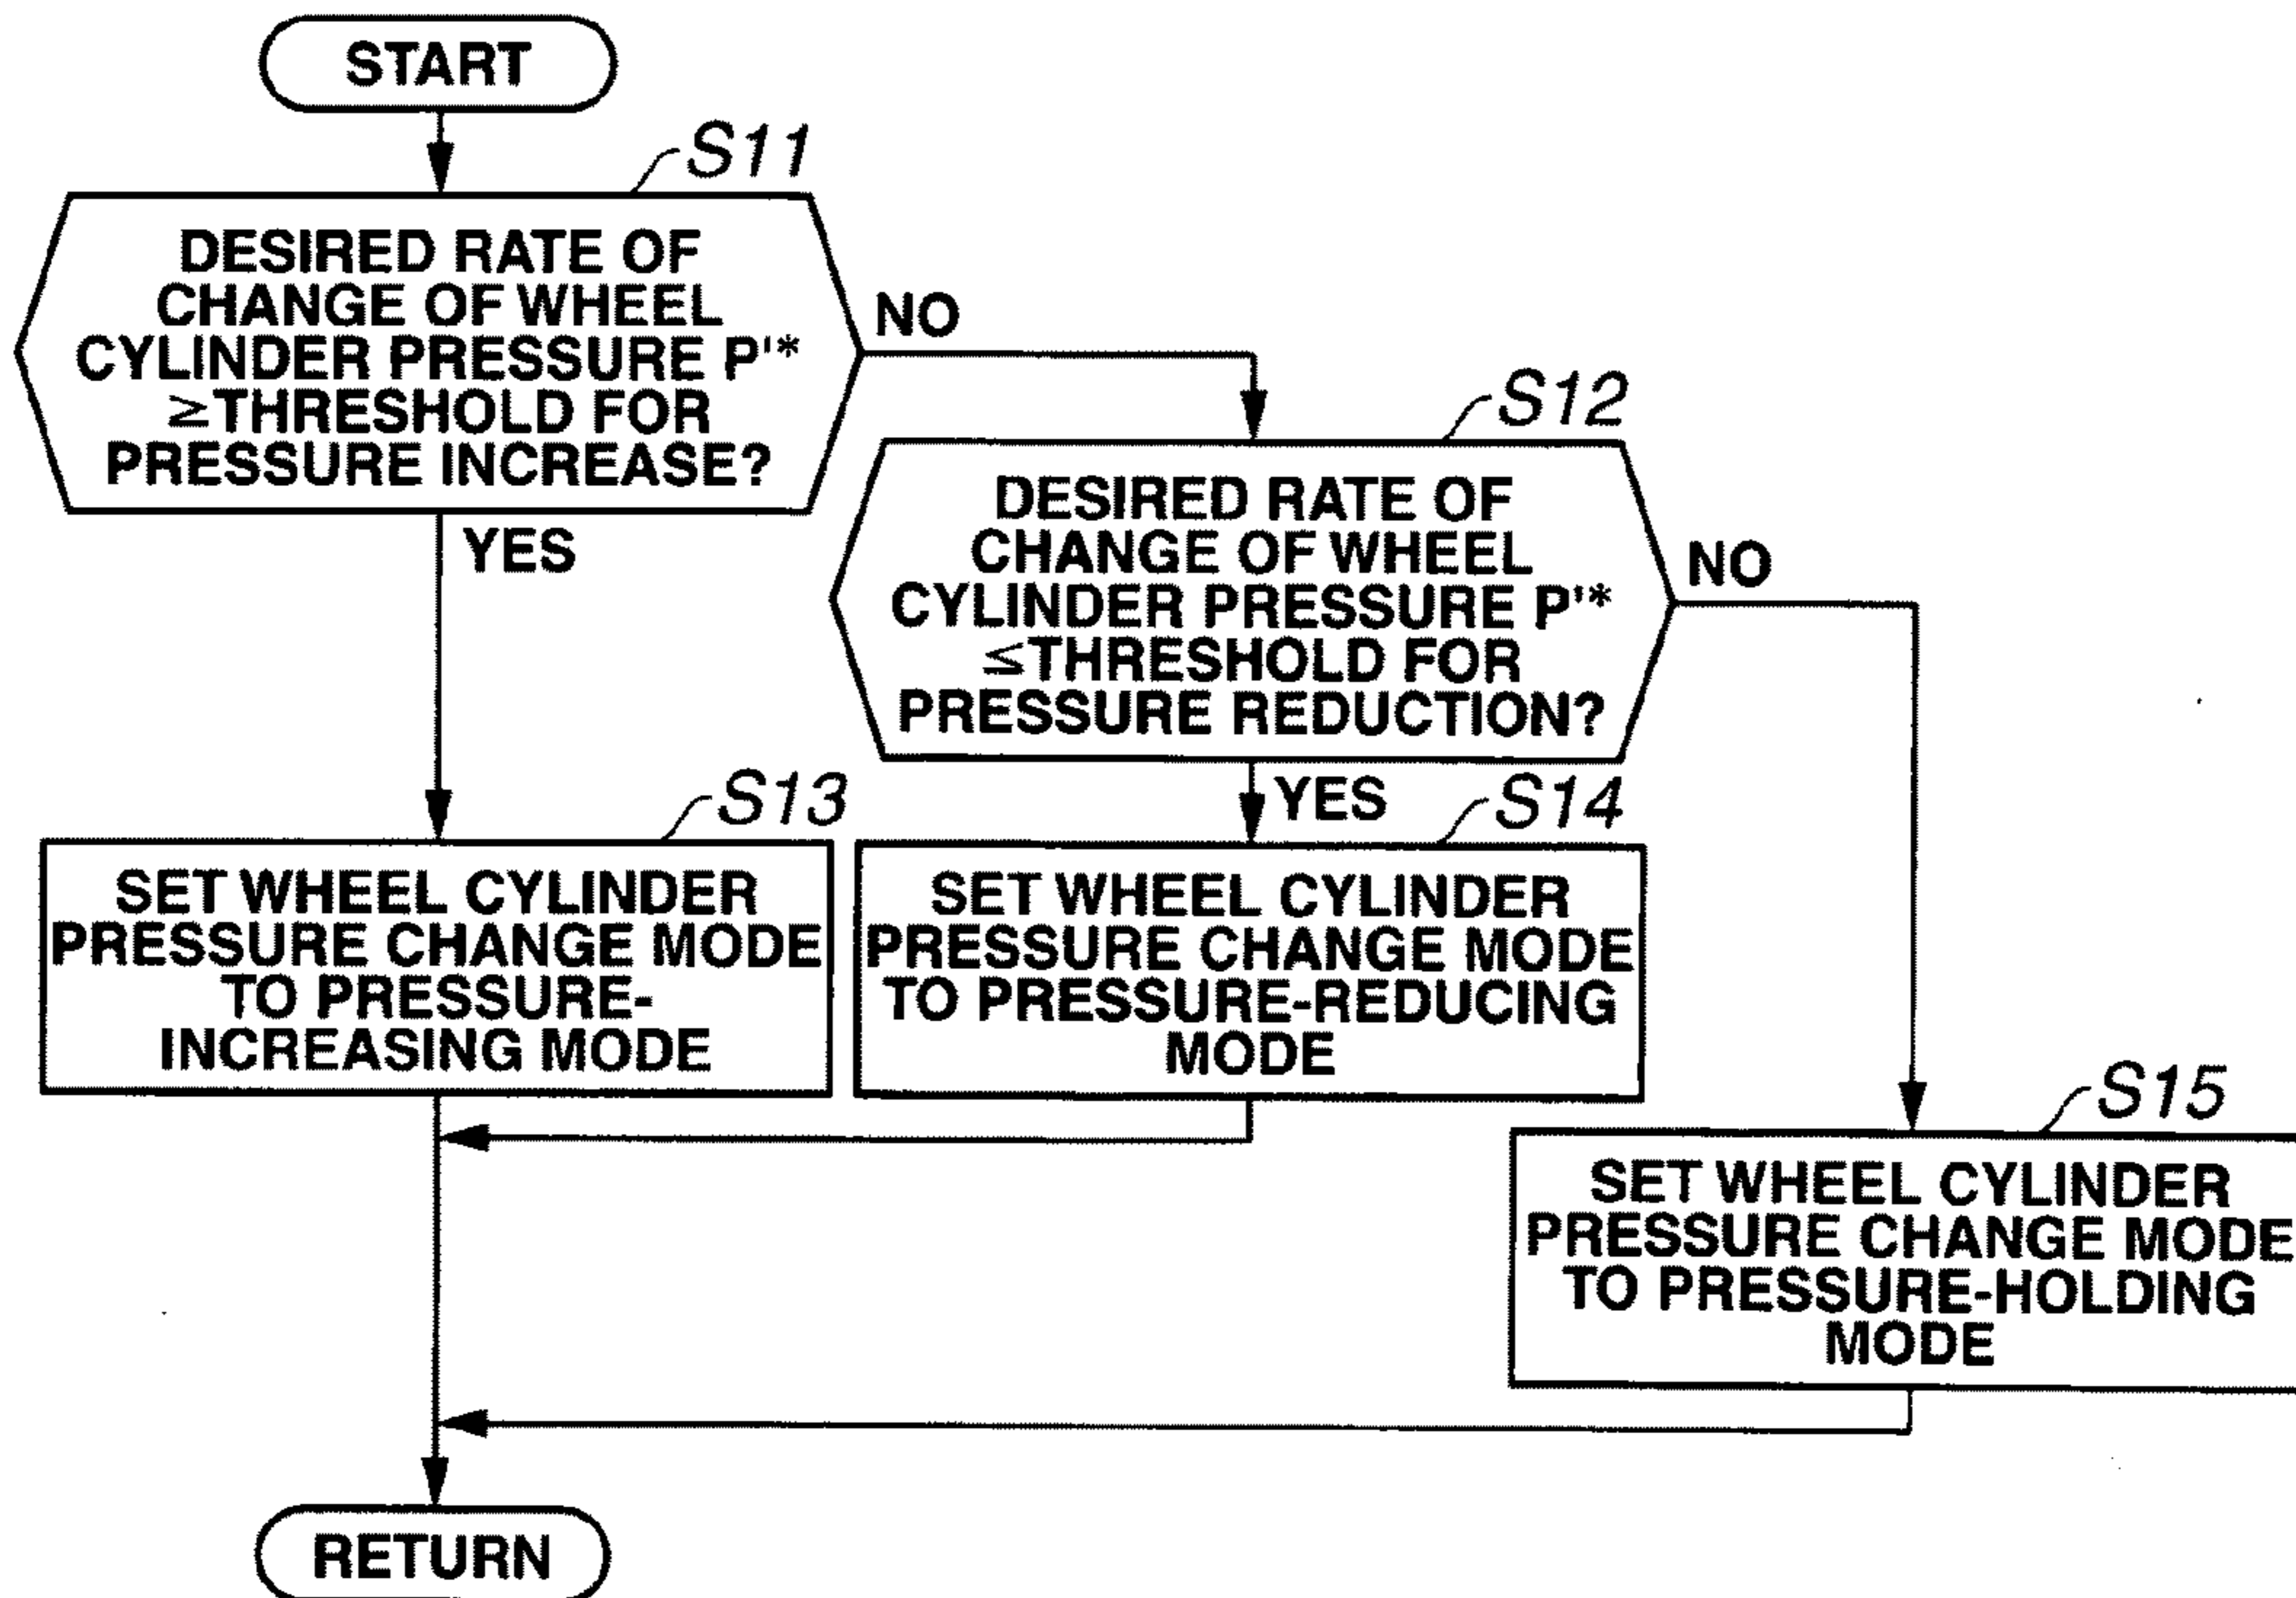 START
S11
DESIRED RATE OF
CHANGE OF WHEEL
CYLINDER PRESSURE P'*
≥THRESHOLD FOR
PRESSURE INCREASE?
NO
YES
S12
DESIRED RATE OF
CHANGE OF WHEEL
CYLINDER PRESSURE P'*
≤THRESHOLD FOR
PRESSURE REDUCTION?
NO
YES
S13
SET WHEEL CYLINDER
PRESSURE CHANGE MODE
TO PRESSURE-
INCREASING MODE
S14
SET WHEEL CYLINDER
PRESSURE CHANGE MODE
TO PRESSURE-REDUCING
MODE
S15
SET WHEEL CYLINDER
PRESSURE CHANGE MODE
TO PRESSURE-HOLDING
MODE
RETURN